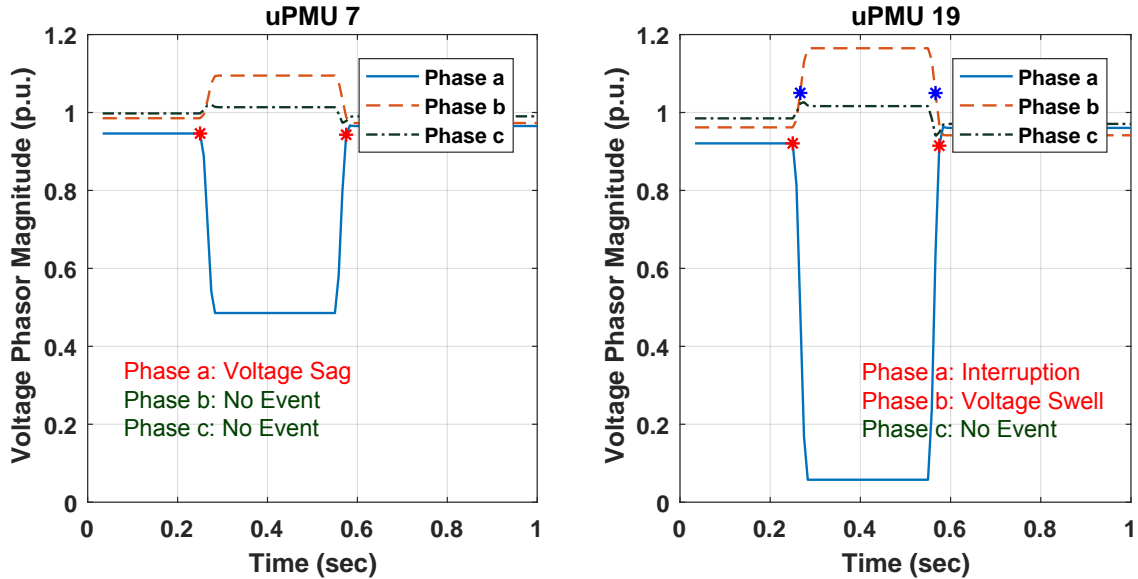 uPMU 7
Voltage Phasor Magnitude (p.u.)
1.2
1
0.8
0.6
0.4
0.2
0
Phase a
Phase b
Phase c
Phase a: Voltage Sag
Phase b: No Event
Phase c: No Event
0 0.2 0.4 0.6 0.8 1
Time (sec)
uPMU 19
Voltage Phasor Magnitude (p.u.)
1.2
1
0.8
0.6
0.4
0.2
0
Phase a
Phase b
Phase c
Phase a: Interruption
Phase b: Voltage Swell
Phase c: No Event
0 0.2 0.4 0.6 0.8 1
Time (sec)